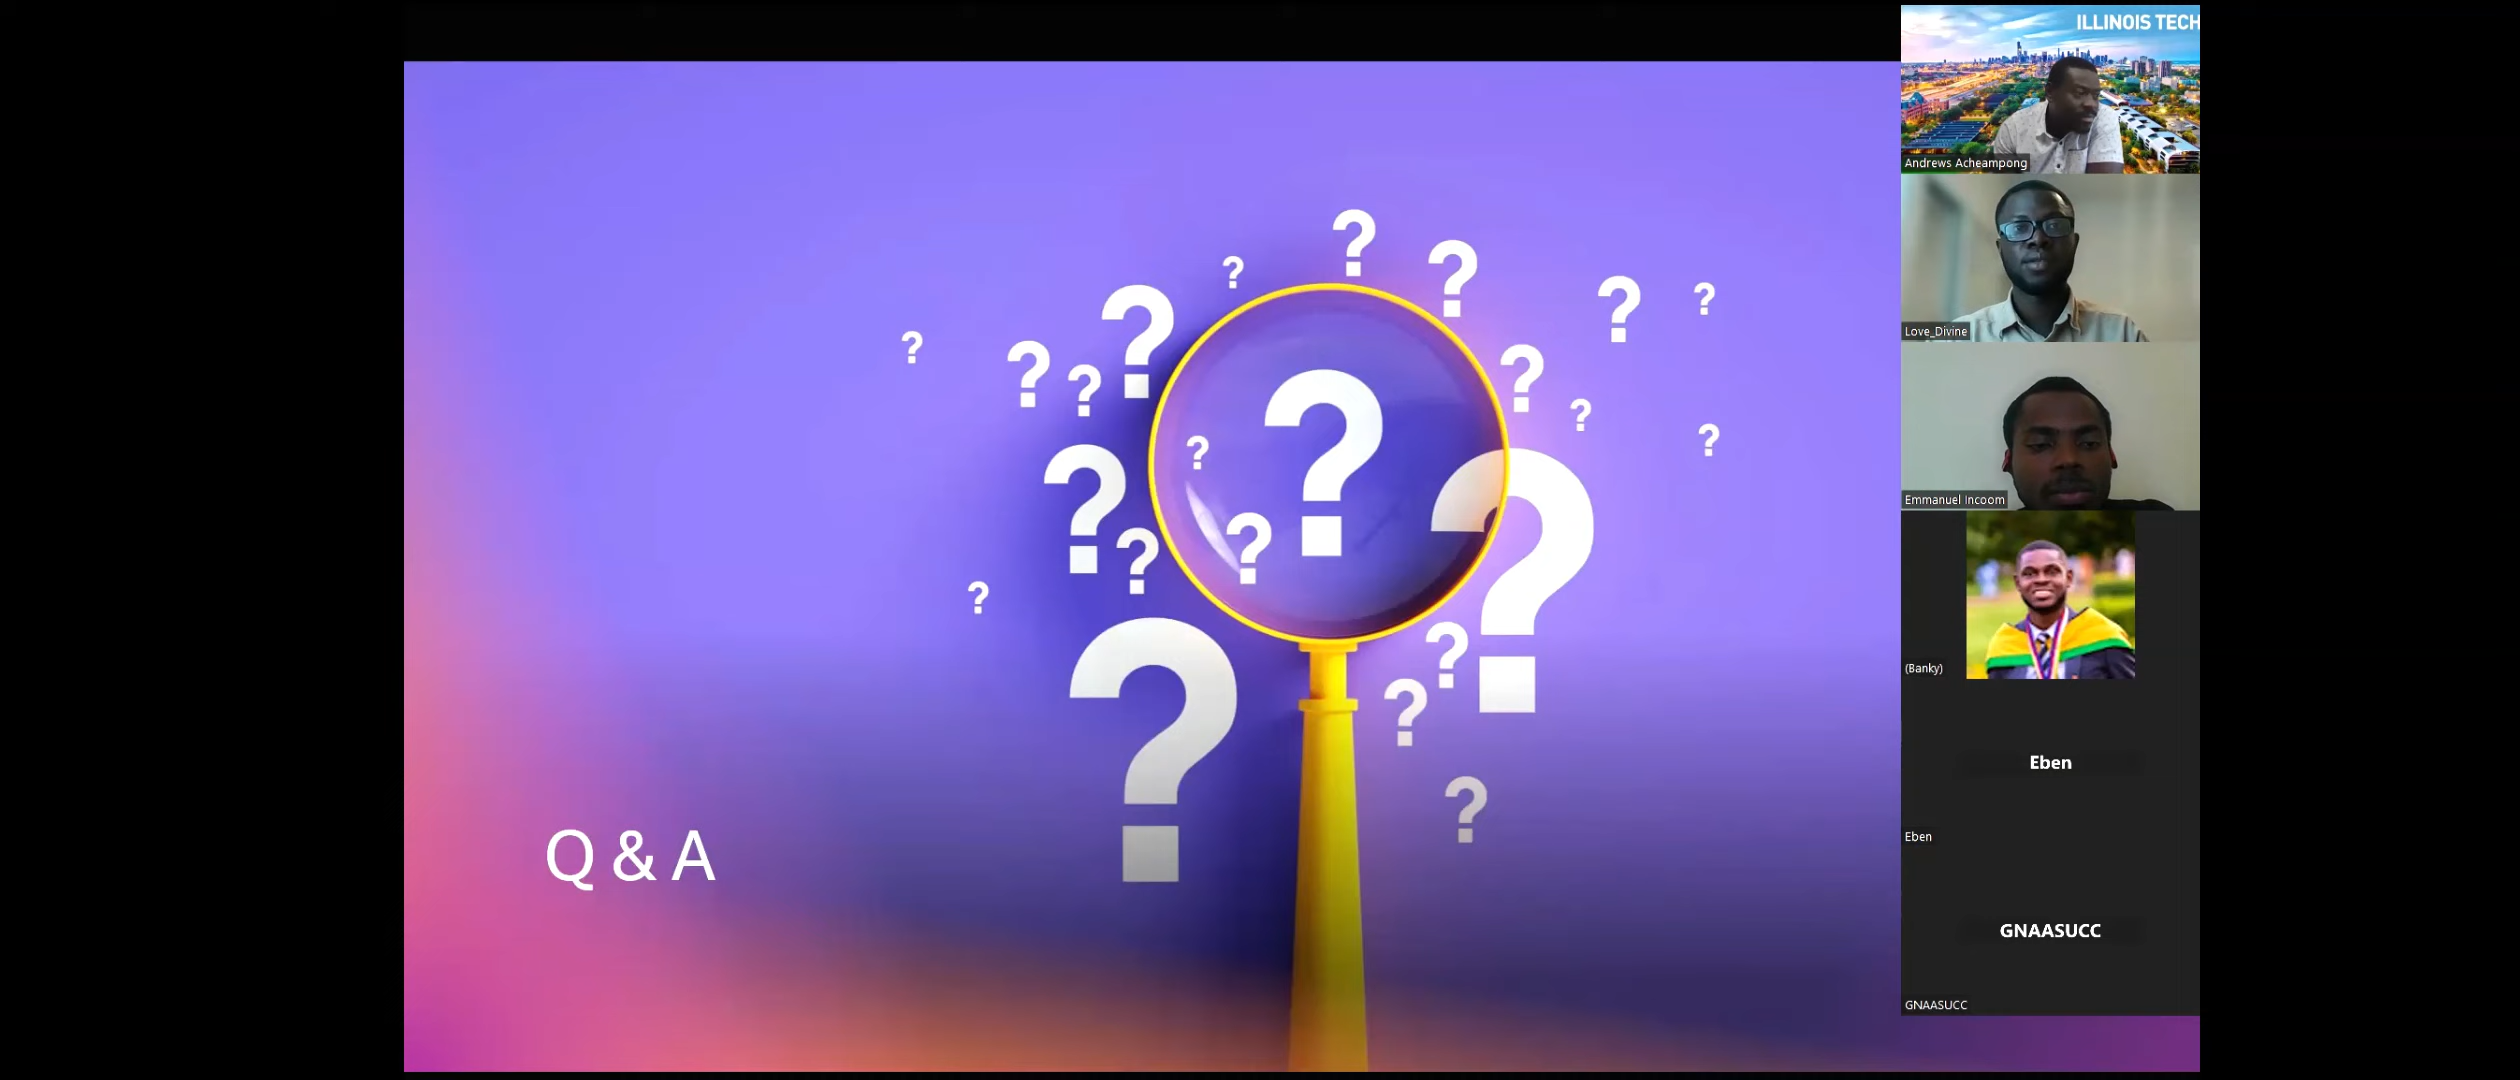 ILLINOIS TECH
Andrews Acheampong
Love_Divine
Emmanuel Incoom
(Banky)
Eben
Eben
GNAASUCC
GNAASUCC
? ? ? ? ? ? ? ? ? ? ? ? ? ? ? ? ? ? ? ? ? ? ? ?
Q & A